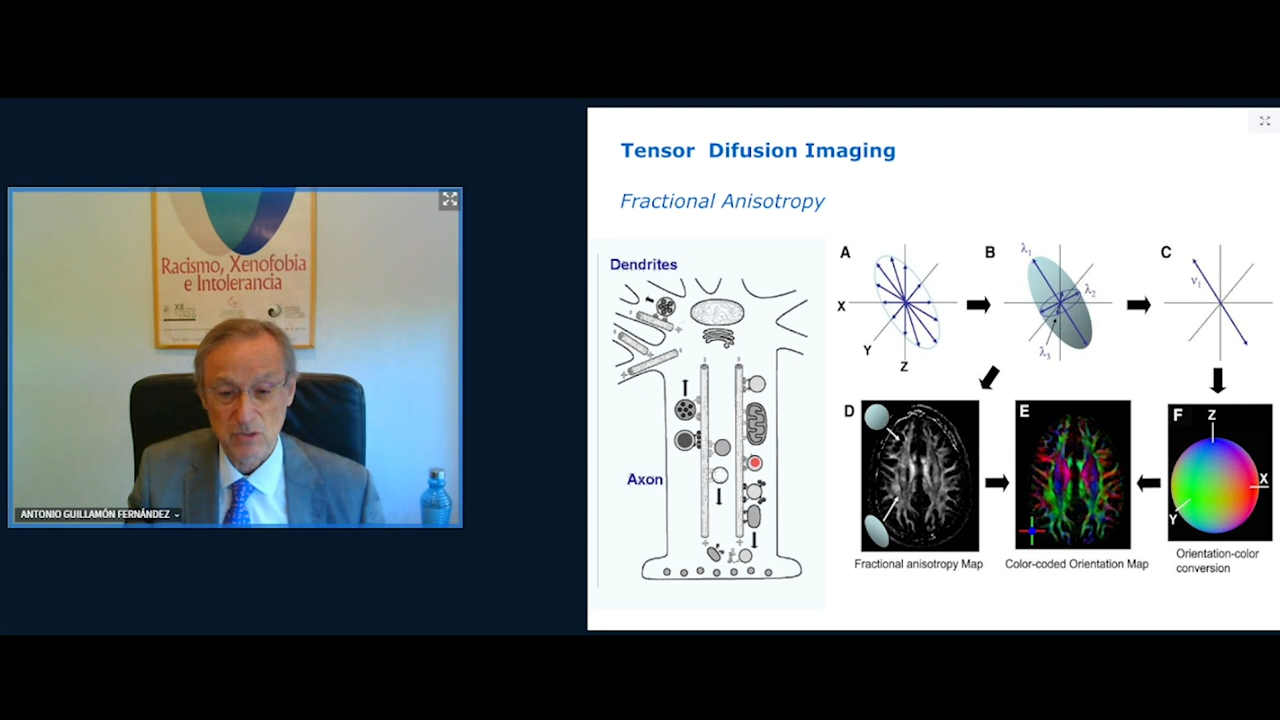 Racismo, Xenofobia
e Intolerancia
XII
ANTONIO GUILLAMÓN FERNÁNDEZ
Tensor Difusion Imaging
Fractional Anisotropy
Dendrites
Axon
A
X
Y
Z
B
λ1
λ2
λ3
C
v1
D
Fractional anisotropy Map
E
Color-coded Orientation Map
F
Z
X
Y
Orientation-color
conversion